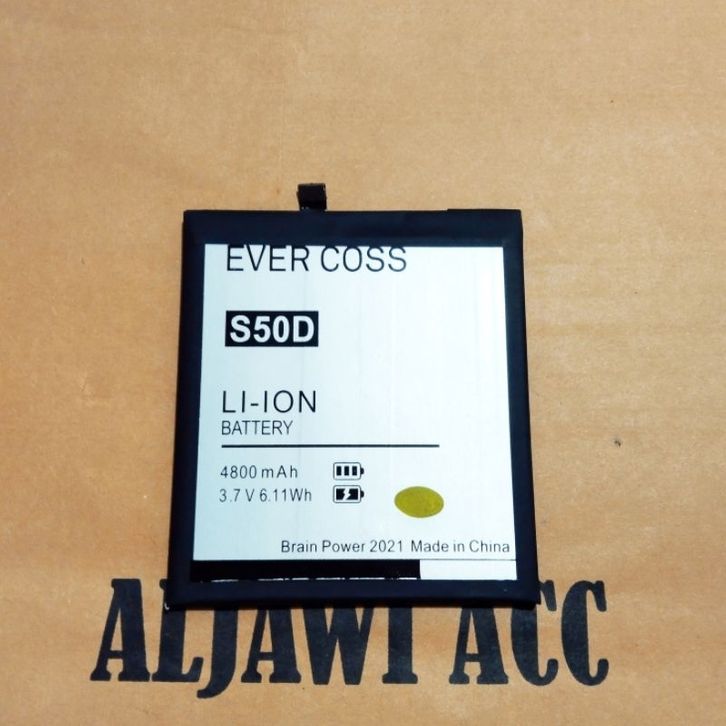 EVER COSS
S50D
LI-ION
BATTERY
4800 mAh
3.7 V 6.11Wh
Brain Power 2021 Made in China
ALJAWI ACC